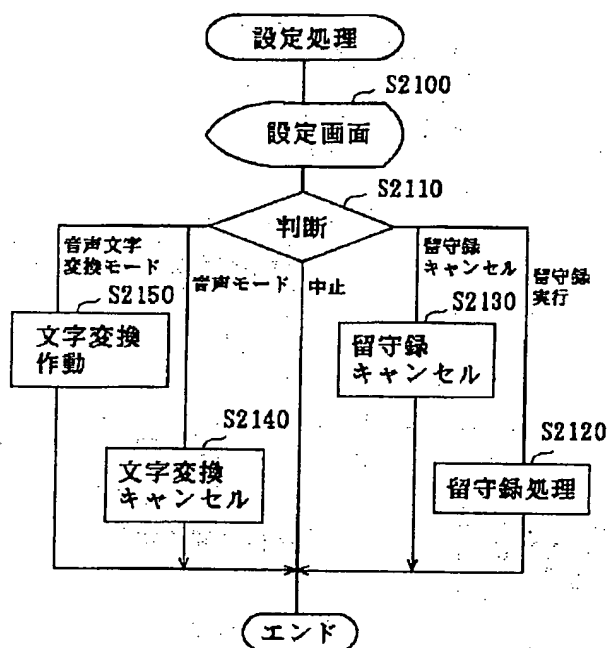 設定処理
S2100
設定画面
S2110
判断
音声文字
変換モード
音声モード
中止
留守録
キャンセル
留守録
実行
S2150
文字変換
作動
S2130
留守録
キャンセル
S2140
文字変換
キャンセル
S2120
留守録処理
エンド